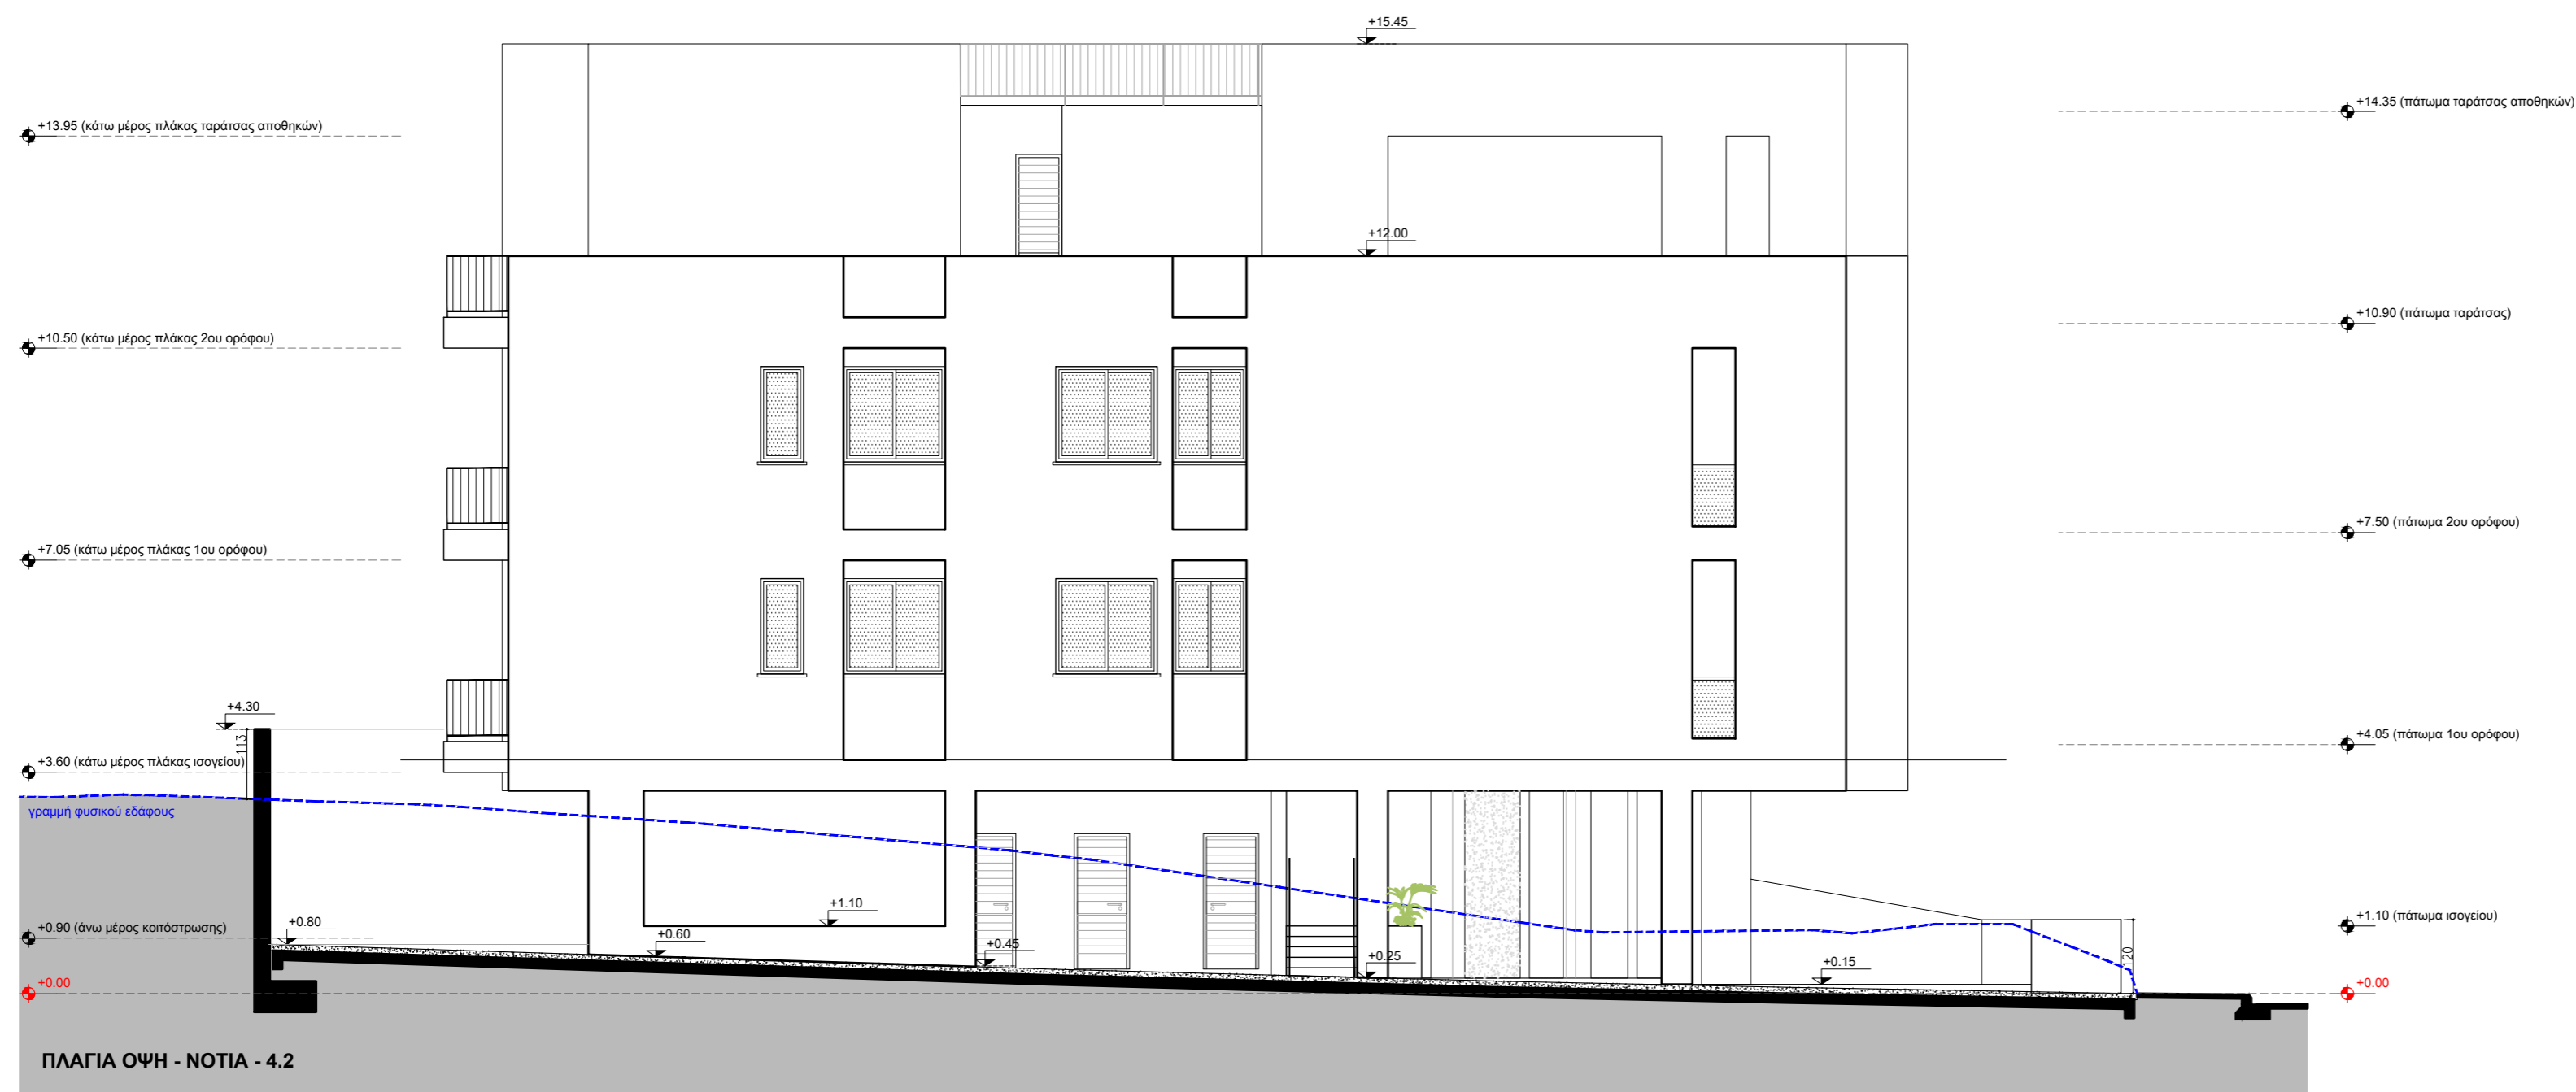 +15.45
+14.35 (πάτωμα ταράτσας αποθηκών)
+13.95 (κάτω μέρος πλάκας ταράτσας αποθηκών)
+12.00
+10.90 (πάτωμα ταράτσας)
+10.50 (κάτω μέρος πλάκας 2ου ορόφου)
+7.50 (πάτωμα 2ου ορόφου)
+7.05 (κάτω μέρος πλάκας 1ου ορόφου)
+4.30
113
+4.05 (πάτωμα 1ου ορόφου)
+3.60 (κάτω μέρος πλάκας ισογείου)
γραμμή φυσικού εδάφους
+1.10
+1.10 (πάτωμα ισογείου)
+0.90 (άνω μέρος κοιτόστρωσης)
+0.80
+0.60
+0.45
+0.25
+0.15
120
+0.00
+0.00
ΠΛΑΓΙΑ ΟΨΗ - ΝΟΤΙΑ - 4.2